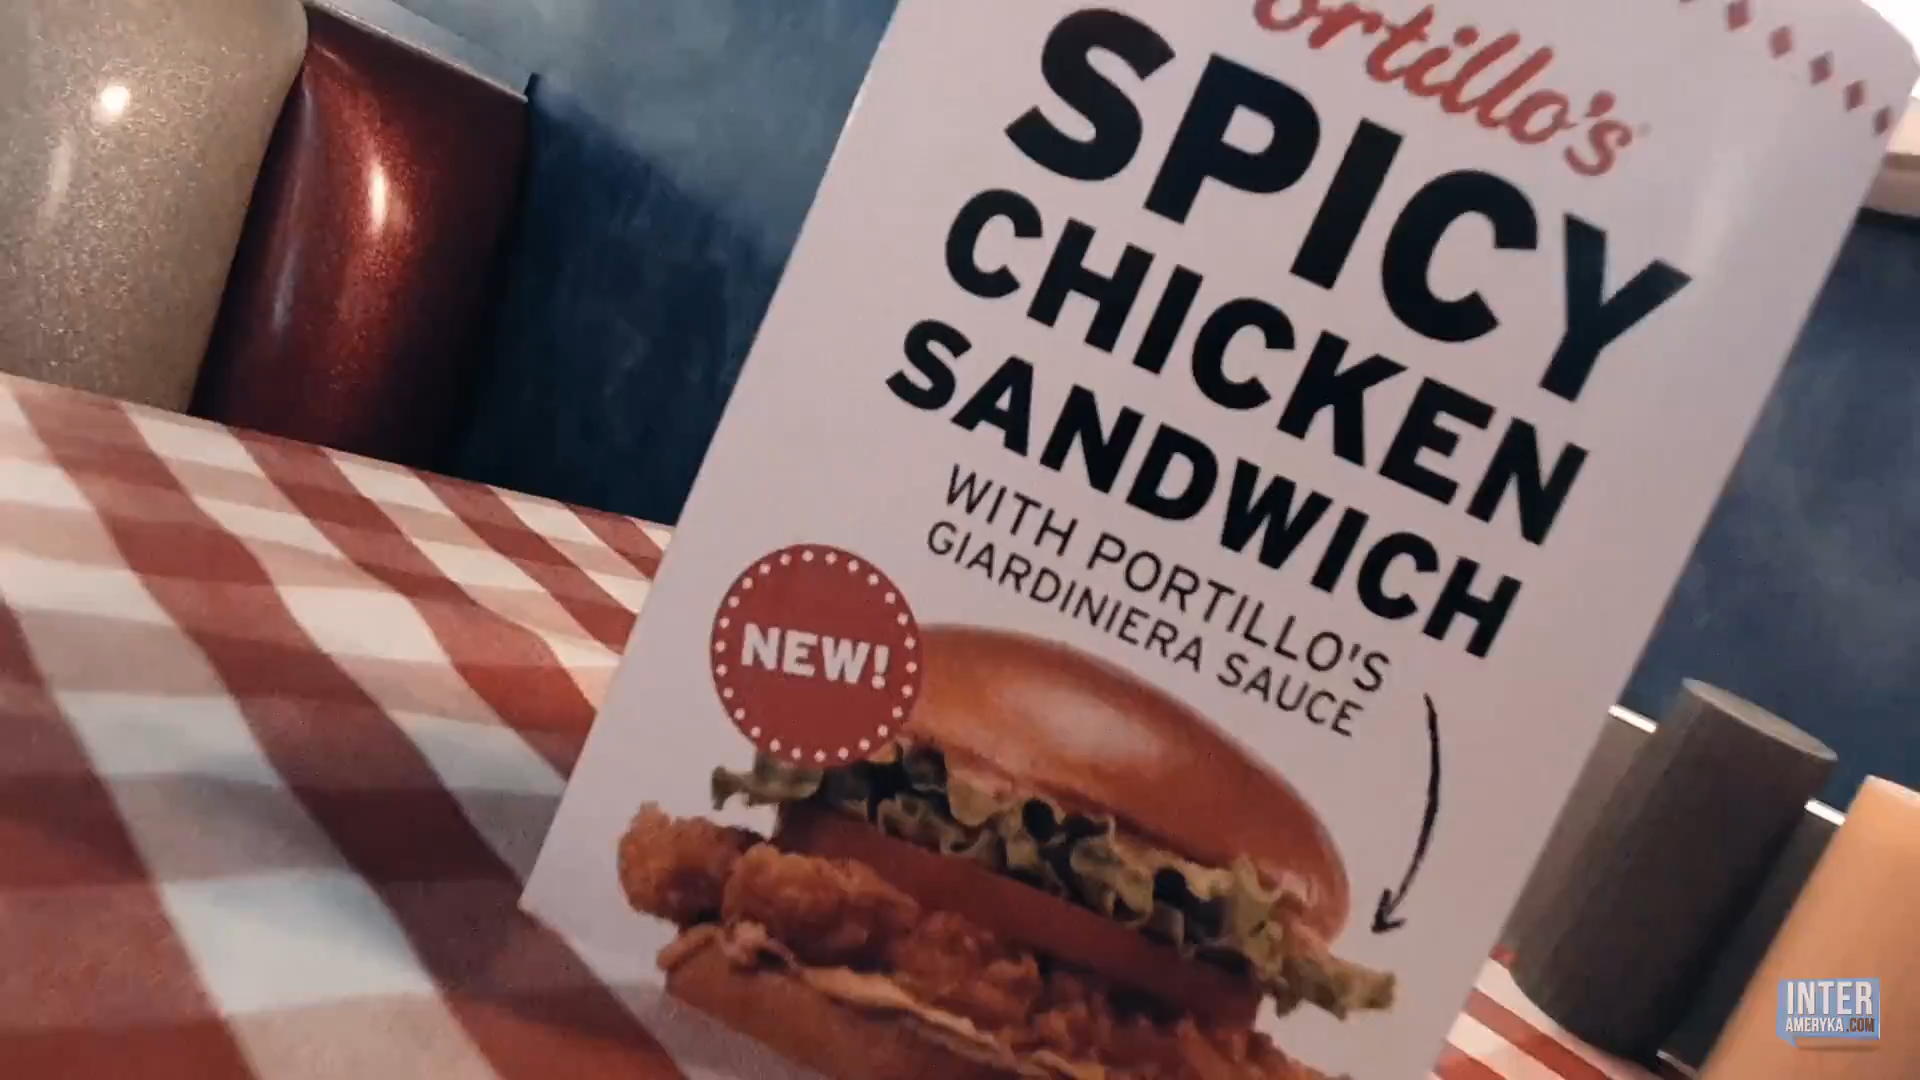 ortillo's
SPICY
CHICKEN
SANDWICH
WITH PORTILLO'S
GIARDINIERA SAUCE
NEW!
INTER
AMERYKA.COM